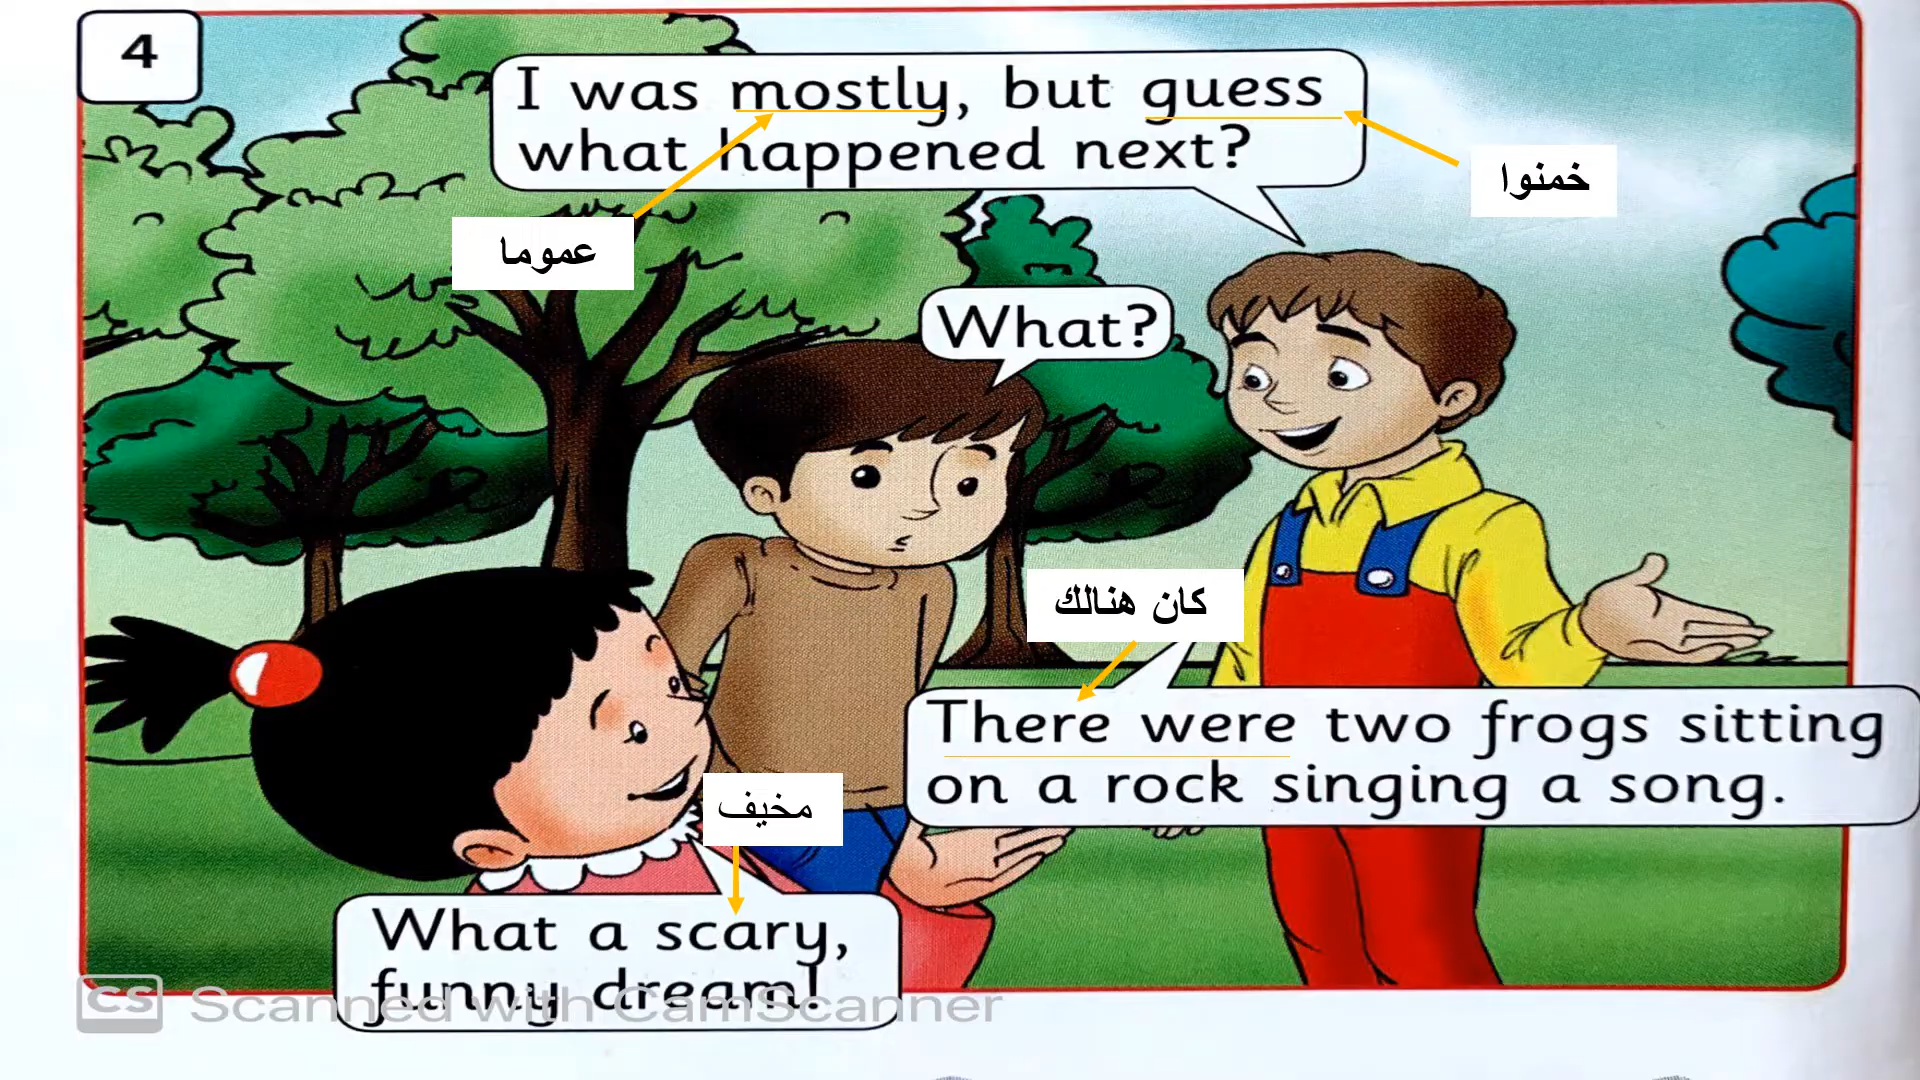 4
I was mostly, but guess
what happened next?
خمنوا
عموما
What?
كان هنالك
There were two frogs sitting
on a rock singing a song.
مخيف
What a scary,
funny dream!
CS Scanned with CamScanner